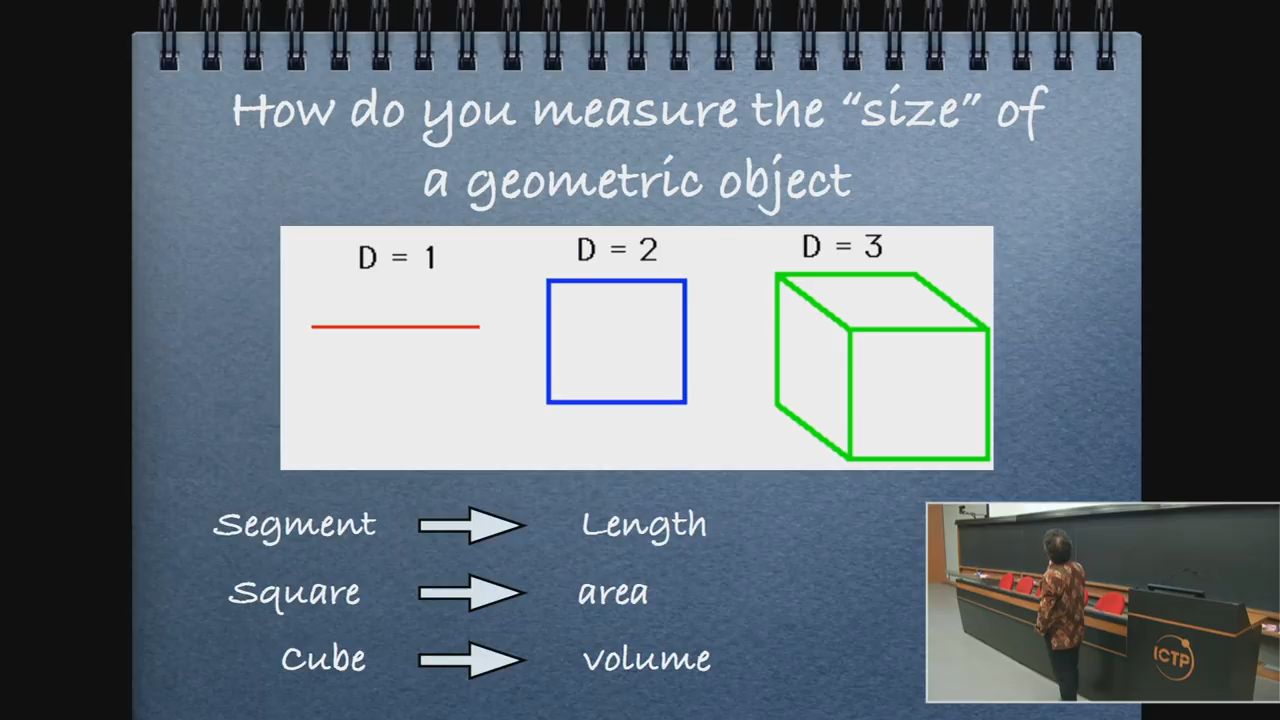 How do you measure the “size” of
a geometric object
D = 1
D = 2
D = 3
Segment
Length
Square
area
Cube
volume
ICTP